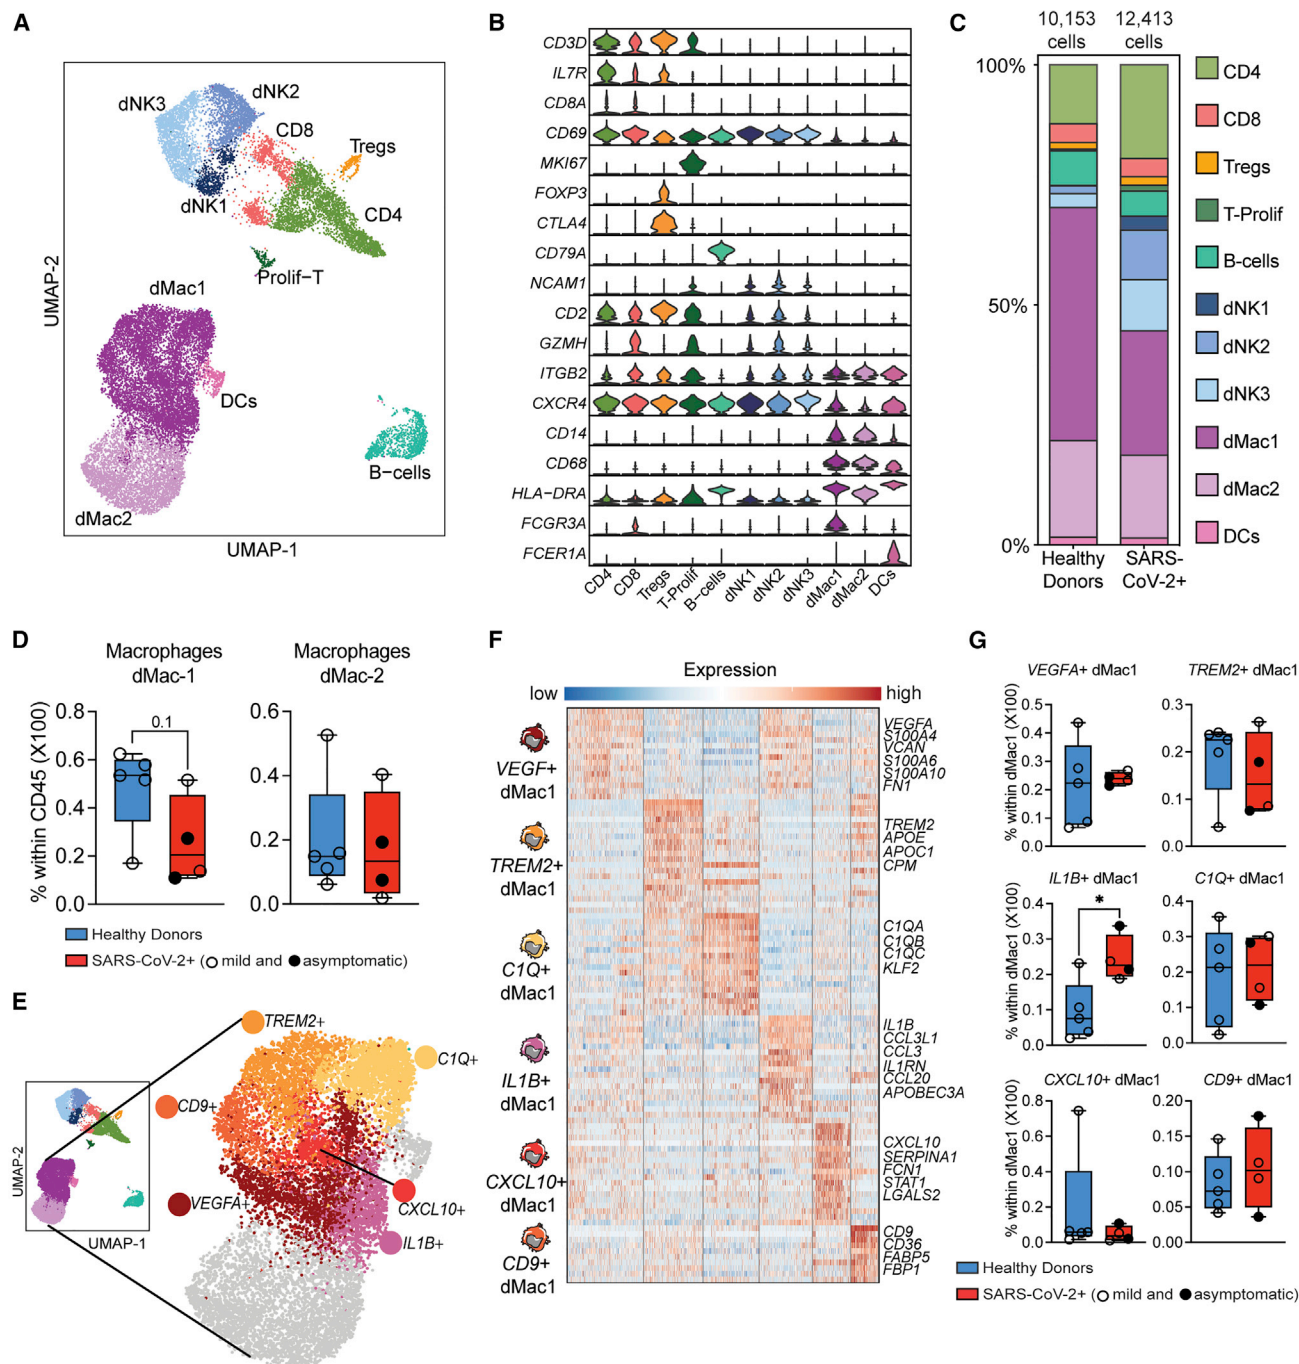 A
dNK3
dNK2
CD8
Tregs
dNK1
CD4
Prolif−T
dMac1
DCs
B−cells
dMac2
UMAP-2
UMAP-1
B
CD3D
IL7R
CD8A
CD69
MKI67
FOXP3
CTLA4
CD79A
NCAM1
CD2
GZMH
ITGB2
CXCR4
CD14
CD68
HLA−DRA
FCGR3A
FCER1A
CD4
CD8
Tregs
T-Prolif
B−cells
dNK1
dNK2
dNK3
dMac1
dMac2
DCs
C
10,153 12,413
cells cells
100%
50%
0%
Healthy
Donors
SARS-
CoV-2+
CD4
CD8
Tregs
T-Prolif
B-cells
dNK1
dNK2
dNK3
dMac1
dMac2
DCs
D
Macrophages
dMac-1
% within CD45 (X100)
0.8
0.6
0.4
0.2
0.0
0.1
Macrophages
dMac-2
0.6
0.4
0.2
0.0
Healthy Donors
SARS-CoV-2+ (○ mild and ● asymptomatic)
E
UMAP-2
UMAP-1
TREM2+
C1Q+
CD9+
VEGFA+
CXCL10+
IL1B+
F
Expression
low high
VEGF+
dMac1
TREM2+
dMac1
C1Q+
dMac1
IL1B+
dMac1
CXCL10+
dMac1
CD9+
dMac1
VEGFA
S100A4
VCAN
S100A6
S100A10
FN1
TREM2
APOE
APOC1
CPM
C1QA
C1QB
C1QC
KLF2
IL1B
CCL3L1
CCL3
IL1RN
CCL20
APOBEC3A
CXCL10
SERPINA1
FCN1
STAT1
LGALS2
CD9
CD36
FABP5
FBP1
G
VEGFA+ dMac1
% within dMac1 (X100)
0.5
0.4
0.3
0.2
0.1
0.0
TREM2+ dMac1
0.3
0.2
0.1
0.0
IL1B+ dMac1
% within dMac1 (X100)
0.4
0.3
0.2
0.1
0.0
*
C1Q+ dMac1
0.4
0.3
0.2
0.1
0.0
CXCL10+ dMac1
% within dMac1 (X100)
0.8
0.6
0.4
0.2
0.0
CD9+ dMac1
0.20
0.15
0.10
0.05
0.00
Healthy Donors
SARS-CoV-2+ (○ mild and ● asymptomatic)